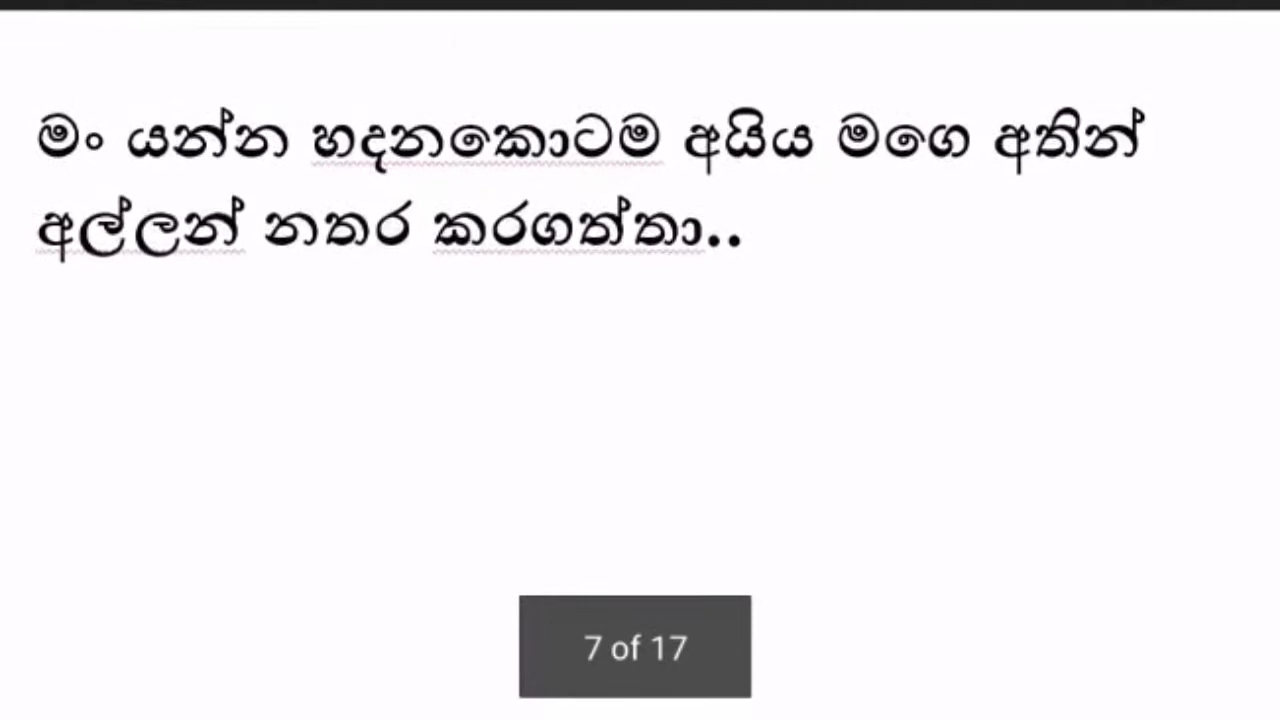 මං යන්න හදනකොටම අයිය මගෙ අතින්
අල්ලන් නතර කරගත්තා..
7 of 17